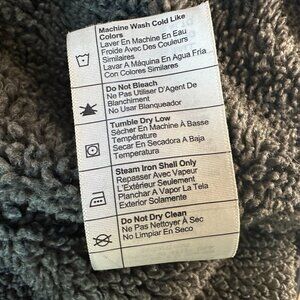 Machine Wash Cold Like
Colors
Laver En Machine En Eau
Froide Avec Des Couleurs
Similaires
Lavar A Máquina En Agua Fria
Con Colores Similares
Do Not Bleach
Ne Pas Utiliser D'Agent De
Blanchiment
No Usar Blanqueador
Tumble Dry Low
Sécher En Machine A Basse
Température
Secar En Secadora A Baja
Temperatura
Steam Iron Shell Only
Repasser Avec Vapeur
L'Extérieur Seulement
Planchar A Vapor La Tela
Exterior Solamente
Do Not Dry Clean
Ne Pas Nettoyer À Sec
No Limpiar En Seco